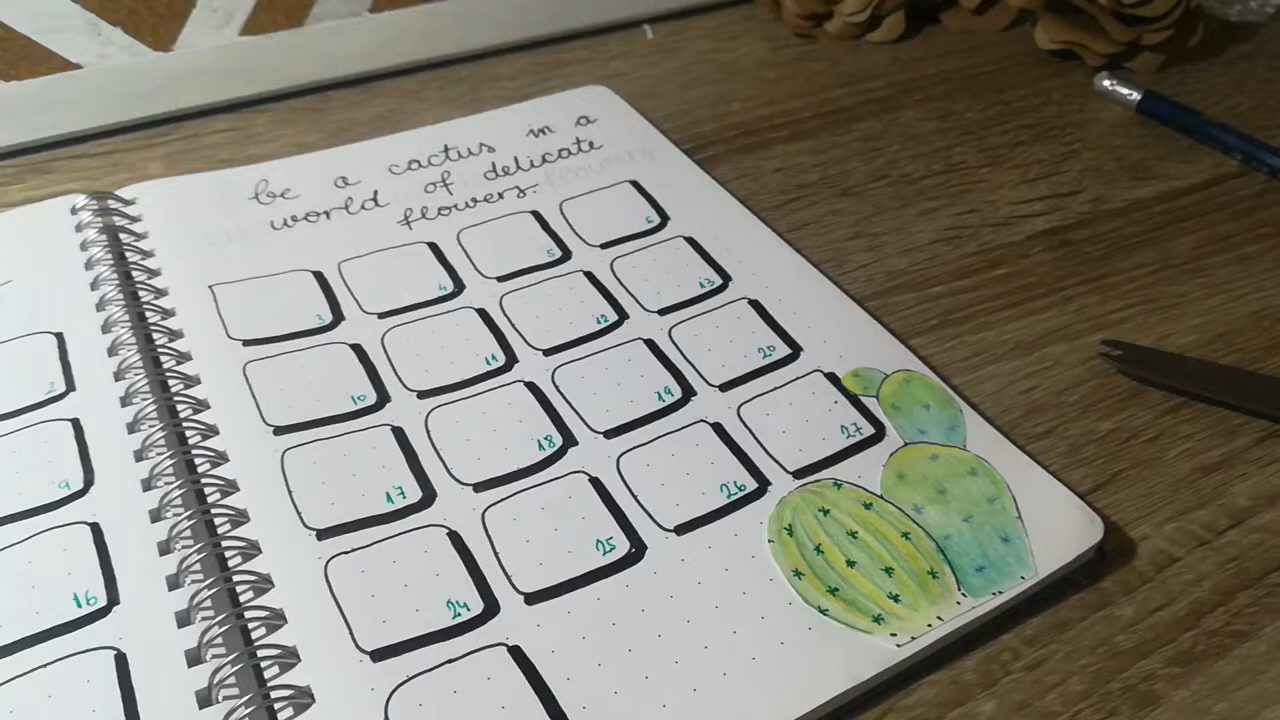 be a cactus in a
world of delicate
flowers.
3 4 5 6
2 10 11 12 13
9 17 18 19 20
16 24 25 26 27